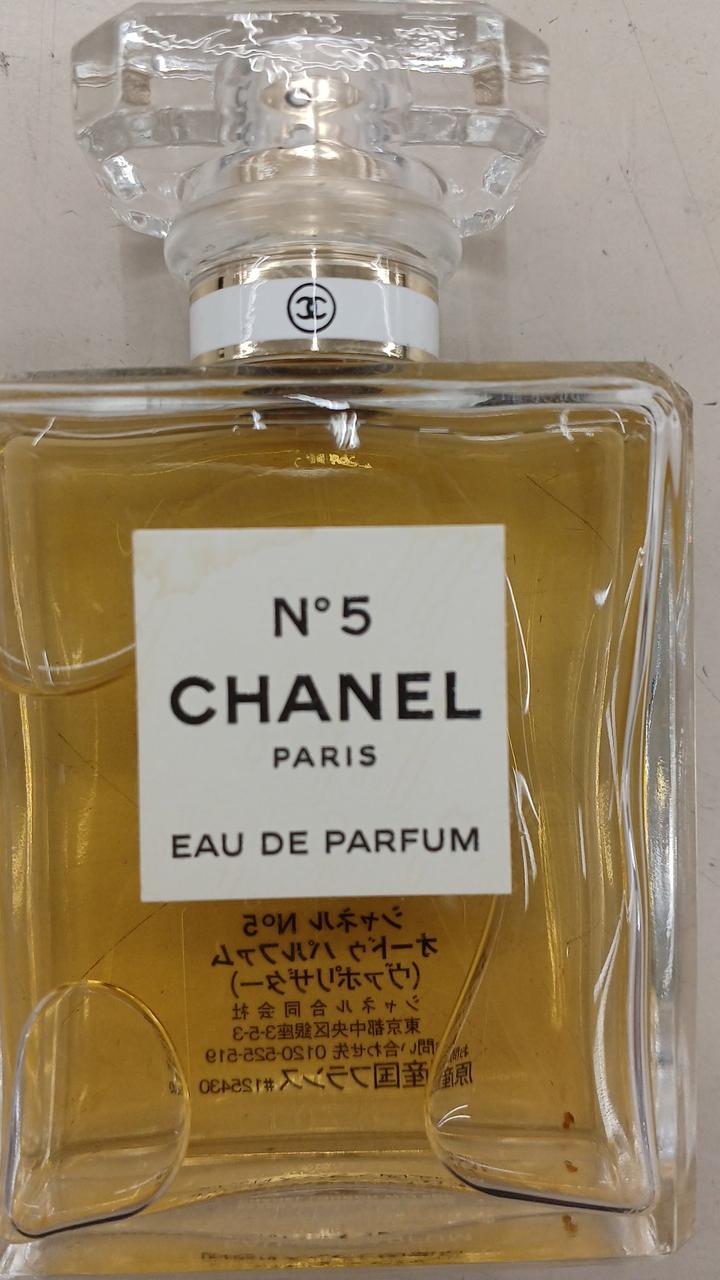 N°5
CHANEL
PARIS
EAU DE PARFUM
シャネル N°5
オードゥ パルファム
(ヴァポリザター)
シャネル合同会社
東京都中央区銀座3-5-3
お問い合わせ先 0120-525-519
原産国フランス #125430